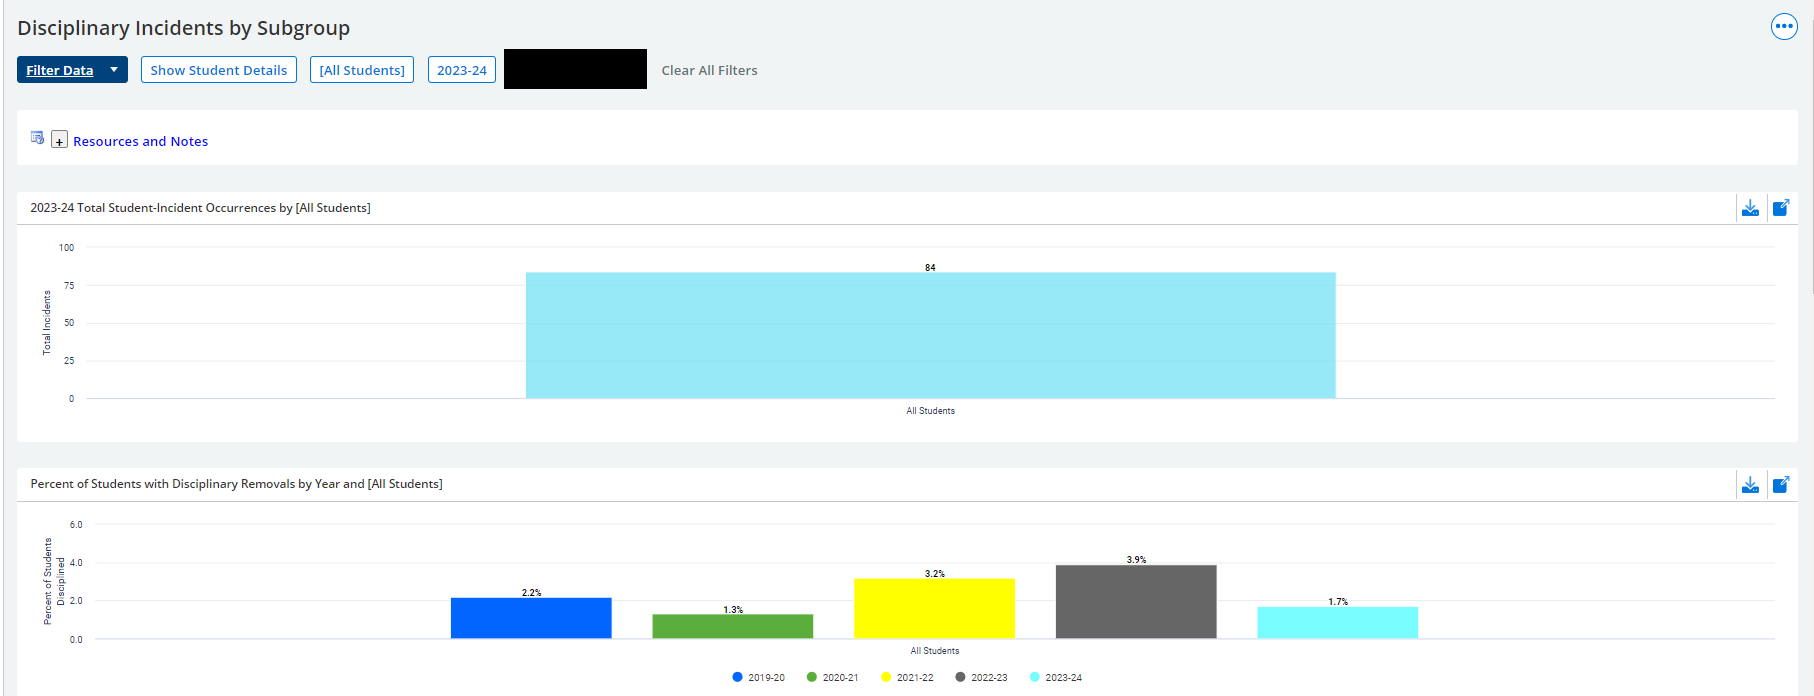 Disciplinary Incidents by Subgroup
Filter Data Show Student Details [All Students] 2023-24 Clear All Filters
+ Resources and Notes
2023-24 Total Student-Incident Occurrences by [All Students]
100
75
50
25
0
Total Incidents
84
All Students
Percent of Students with Disciplinary Removals by Year and [All Students]
6.0
4.0
2.0
0.0
Percent of Students
Disciplined
2.2%
1.3%
3.2%
3.9%
1.7%
All Students
2019-20 2020-21 2021-22 2022-23 2023-24